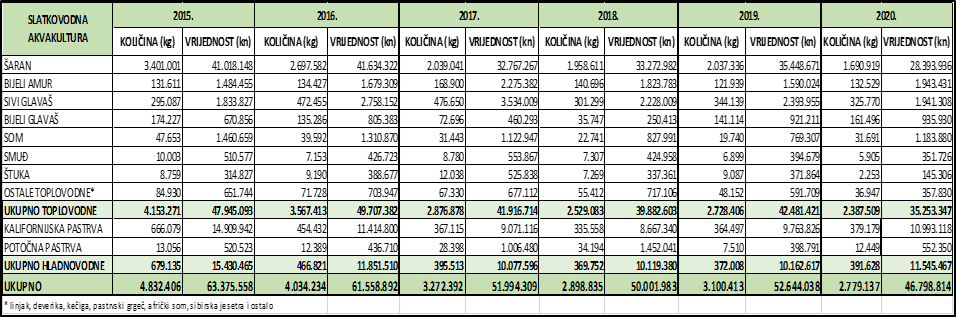 SLATKOVODNA AKVAKULTURA 2015. 2016. 2017. 2018. 2019. 2020.
KOLIČINA (kg) VRIJEDNOST (kn) KOLIČINA (kg) VRIJEDNOST (kn) KOLIČINA (kg) VRIJEDNOST (kn) KOLIČINA (kg) VRIJEDNOST (kn) KOLIČINA (kg) VRIJEDNOST (kn) KOLIČINA (kg) VRIJEDNOST (kn)
ŠARAN 3.401.001 41.018.148 2.697.582 41.634.322 2.039.041 32.767.267 1.958.611 33.272.982 2.037.336 35.448.671 1.690.919 28.393.936
BIJELI AMUR 131.611 1.484.455 134.427 1.679.309 168.900 2.275.382 140.696 1.823.783 121.939 1.590.024 132.529 1.943.431
SIVI GLAVAŠ 295.087 1.833.827 472.455 2.758.152 476.650 3.534.009 301.299 2.228.009 344.139 2.393.955 325.770 1.941.308
BIJELI GLAVAŠ 174.227 670.856 135.286 805.383 72.696 460.293 35.747 250.413 141.114 921.211 161.496 935.930
SOM 47.653 1.460.659 39.592 1.310.870 31.443 1.122.947 22.741 827.991 19.740 769.307 31.691 1.183.880
SMUĐ 10.003 510.577 7.153 426.723 8.780 553.867 7.307 424.958 6.899 394.679 5.905 351.726
ŠTUKA 8.759 314.827 9.190 388.677 12.038 525.838 7.269 337.361 9.087 371.864 2.253 145.306
OSTALE TOPLOVODNE* 84.930 651.744 71.728 703.947 67.330 677.112 55.412 717.106 48.152 591.709 36.947 357.830
UKUPNO TOPLOVODNE 4.153.271 47.945.093 3.567.413 49.707.382 2.876.878 41.916.714 2.529.083 39.882.603 2.728.406 42.481.421 2.387.509 35.253.347
KALIFORNIJSKA PASTRVA 666.079 14.909.942 454.432 11.414.800 367.115 9.071.116 335.558 8.667.340 364.497 9.763.826 379.179 10.993.118
POTOČNA PASTRVA 13.056 520.523 12.389 436.710 28.398 1.006.480 34.194 1.452.041 7.510 398.791 12.449 552.350
UKUPNO HLADNOVODNE 679.135 15.430.465 466.821 11.851.510 395.513 10.077.596 369.752 10.119.380 372.008 10.162.617 391.628 11.545.467
UKUPNO 4.832.406 63.375.558 4.034.234 61.558.892 3.272.392 51.994.309 2.898.835 50.001.983 3.100.413 52.644.038 2.779.137 46.798.814
* linjak, deverika, kečiga, pastrvski grgeč, afrički som, sibirska jesetra i ostalo